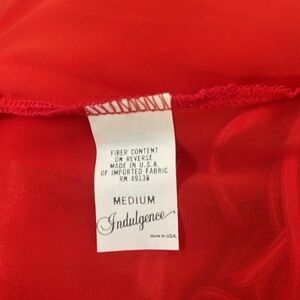 FIBER CONTENT
ON REVERSE
MADE IN U.S.A.
OF IMPORTED FABRIC
RN 49138
MEDIUM
Indulgence
Made in U.S.A.